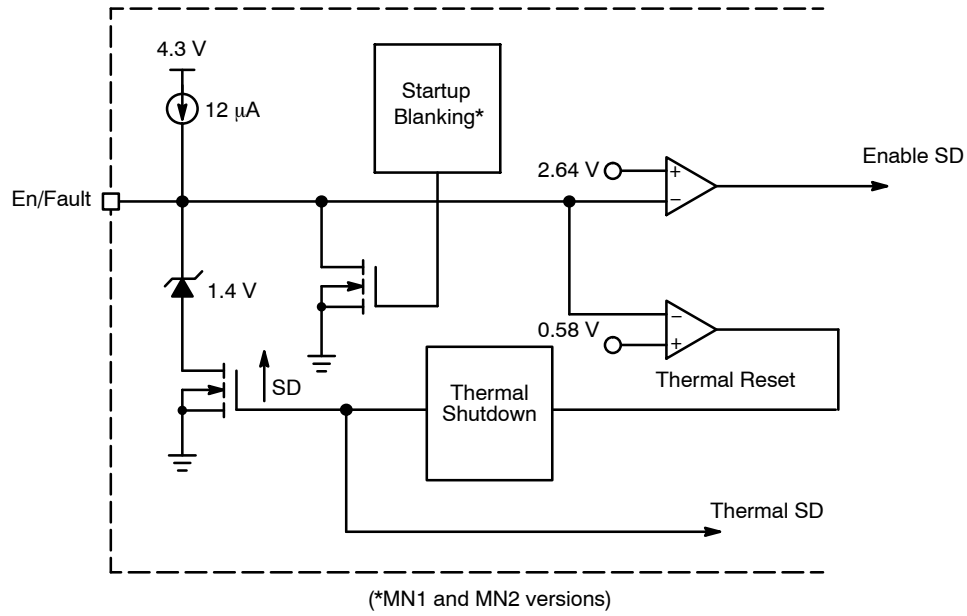 4.3 V
12 μA
Startup
Blanking*
Enable SD
2.64 V
+
−
En/Fault
1.4 V
−
0.58 V
+
Thermal Reset
SD
Thermal
Shutdown
Thermal SD
(*MN1 and MN2 versions)